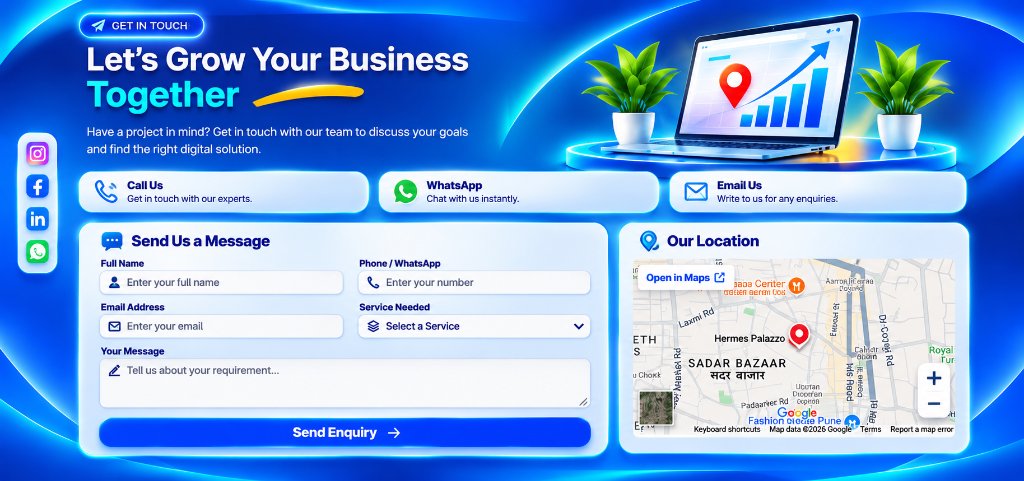 GET IN TOUCH
Let's Grow Your Business
Together
Have a project in mind? Get in touch with our team to discuss your goals
and find the right digital solution.
Call Us
Get in touch with our experts.
WhatsApp
Chat with us instantly.
Email Us
Write to us for any enquiries.
Send Us a Message
Full Name
Enter your full name
Phone / WhatsApp
Enter your number
Email Address
Enter your email
Service Needed
Select a Service
Your Message
Tell us about your requirement...
Send Enquiry
Our Location
Open in Maps
Center
Laxmi Rd
Hermes Palazzo
ETH
S
SADAR BAZAAR
सदर बाजार
Royal
Google
Fashion Pune
Keyboard shortcuts
Map data ©2026 Google
Terms
Report a map error